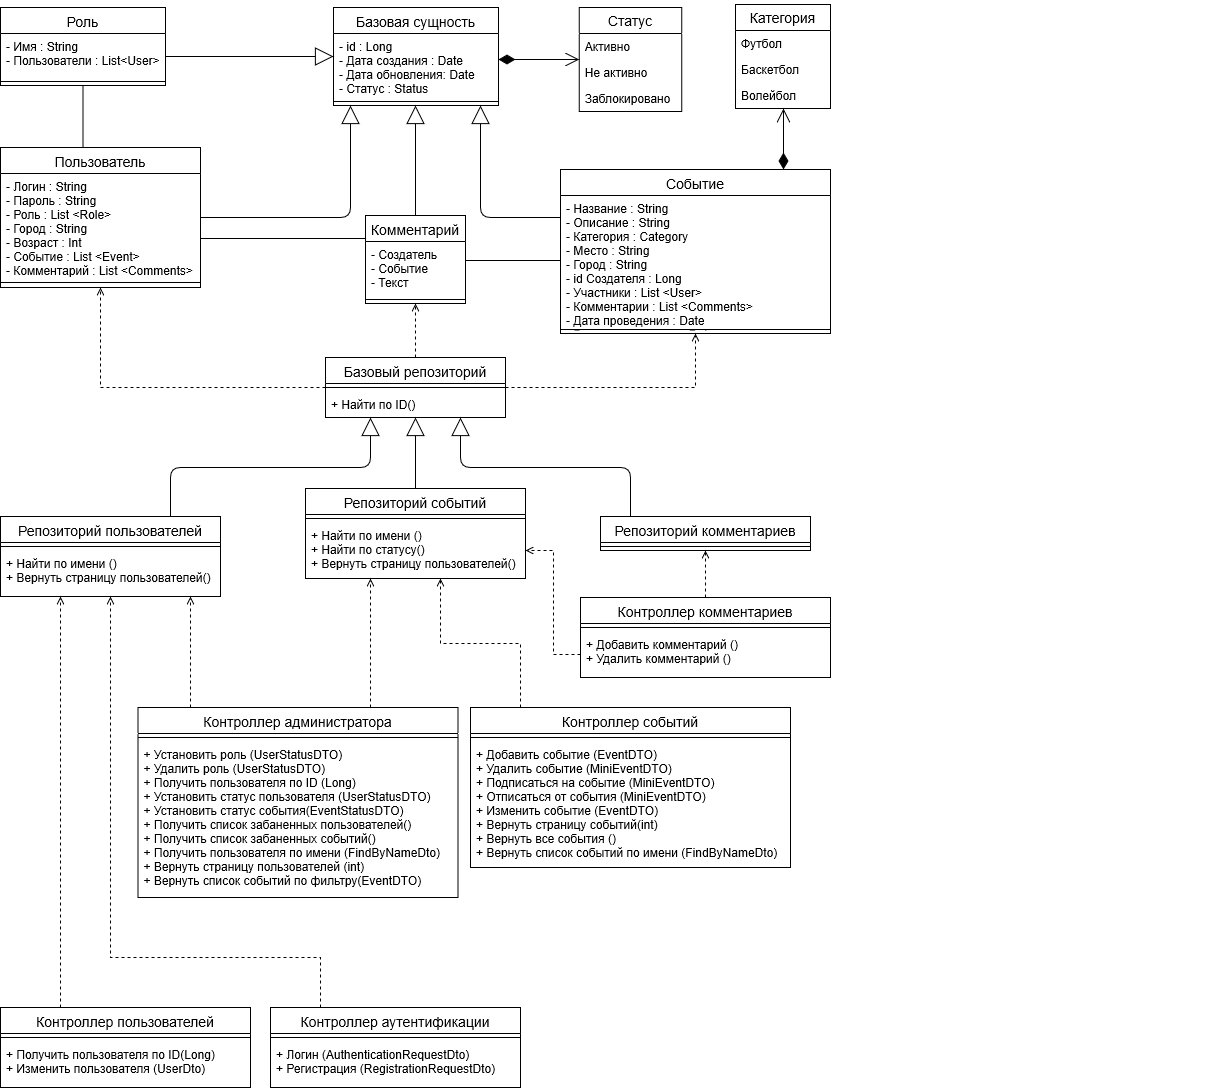 Роль
- Имя : String
- Пользователи : List<User>
Базовая сущность
- id : Long
- Дата создания : Date
- Дата обновления: Date
- Статус : Status
Статус
Активно
Не активно
Заблокировано
Категория
Футбол
Баскетбол
Волейбол
Пользователь
- Логин : String
- Пароль : String
- Роль : List <Role>
- Город : String
- Возраст : Int
- Событие : List <Event>
- Комментарий : List <Comments>
Комментарий
- Создатель
- Событие
- Текст
Событие
- Название : String
- Описание : String
- Категория : Category
- Место : String
- Город : String
- id Создателя : Long
- Участники : List <User>
- Комментарии : List <Comments>
- Дата проведения : Date
Базовый репозиторий
+ Найти по ID()
Репозиторий пользователей
+ Найти по имени ()
+ Вернуть страницу пользователей()
Репозиторий событий
+ Найти по имени ()
+ Найти по статусу()
+ Вернуть страницу пользователей()
Репозиторий комментариев
Контроллер комментариев
+ Добавить комментарий ()
+ Удалить комментарий ()
Контроллер администратора
+ Установить роль (UserStatusDTO)
+ Удалить роль (UserStatusDTO)
+ Получить пользователя по ID (Long)
+ Установить статус пользователя (UserStatusDTO)
+ Установить статус события(EventStatusDTO)
+ Получить список забаненных пользователей()
+ Получить список забаненных событий()
+ Получить пользователя по имени (FindByNameDto)
+ Вернуть страницу пользователей (int)
+ Вернуть список событий по фильтру(EventDTO)
Контроллер событий
+ Добавить событие (EventDTO)
+ Удалить событие (MiniEventDTO)
+ Подписаться на событие (MiniEventDTO)
+ Отписаться от события (MiniEventDTO)
+ Изменить событие (EventDTO)
+ Вернуть страницу событий(int)
+ Вернуть все события ()
+ Вернуть список событий по имени (FindByNameDto)
Контроллер пользователей
+ Получить пользователя по ID(Long)
+ Изменить пользователя (UserDto)
Контроллер аутентификации
+ Логин (AuthenticationRequestDto)
+ Регистрация (RegistrationRequestDto)